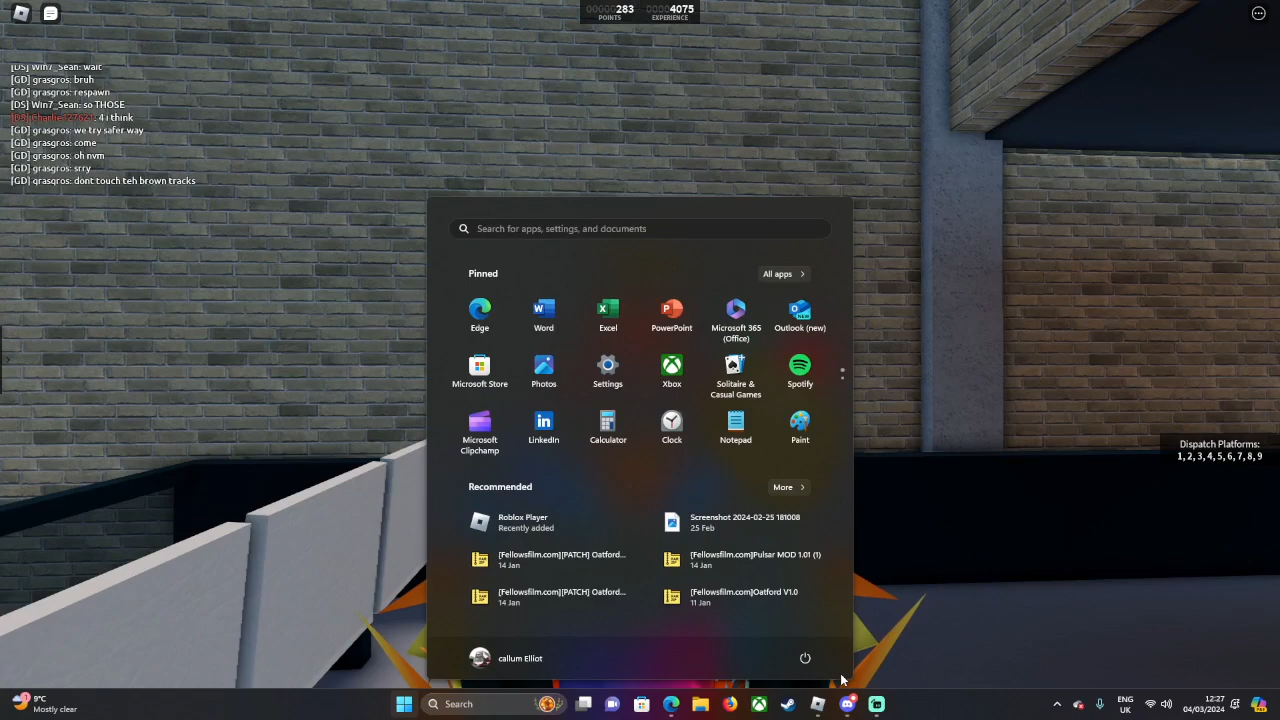 00000283
POINTS
00004075
EXPERIENCE
[DS] Win7_Sean: wait
[GD] grasgros: bruh
[GD] grasgros: respawn
[DS] Win7_Sean: so THOSE
4 i think
[GD] grasgros: we try safer way
[GD] grasgros: come
[GD] grasgros: oh nvm
[GD] grasgros: srry
[GD] grasgros: dont touch teh brown tracks
Search for apps, settings, and documents
Pinned
All apps
Edge
Word
Excel
PowerPoint
Microsoft 365
(Office)
Outlook (new)
Microsoft Store
Photos
Settings
Xbox
Solitaire &
Casual Games
Spotify
Microsoft
Clipchamp
LinkedIn
Calculator
Clock
Notepad
Paint
Dispatch Platforms:
1, 2, 3, 4, 5, 6, 7, 8, 9
Recommended
More
Roblox Player
Recently added
Screenshot 2024-02-25 181008
25 Feb
[Fellowsfilm.com][PATCH] Oatford...
14 Jan
[Fellowsfilm.com]Pulsar MOD 1.01 (1)
14 Jan
[Fellowsfilm.com][PATCH] Oatford...
14 Jan
[Fellowsfilm.com]Oatford V1.0
11 Jan
callum Elliot
9°C
Mostly clear
Search
ENG
UK
12:27
04/03/2024